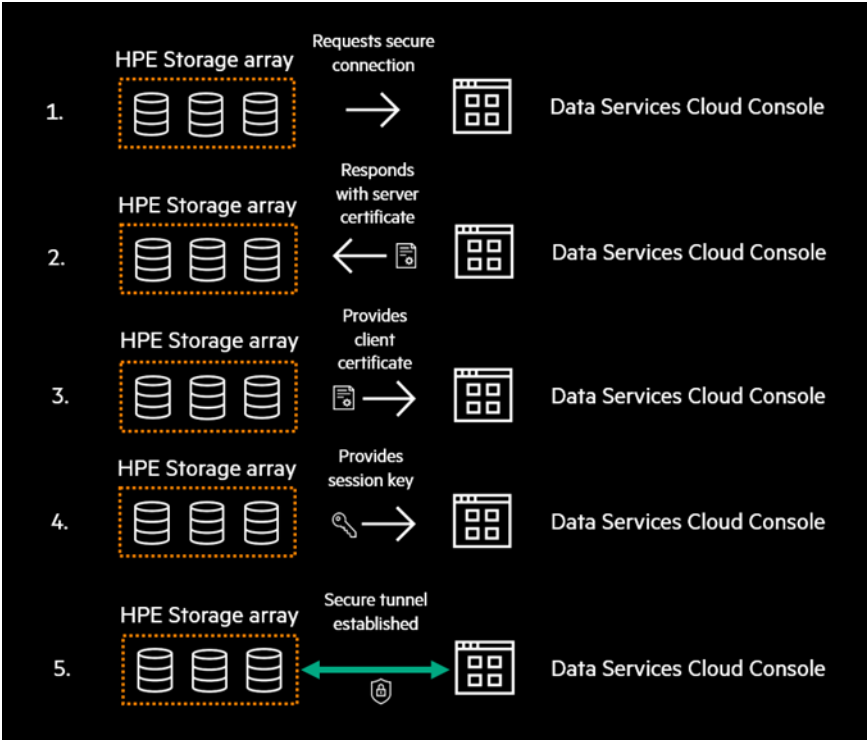 HPE Storage array
Requests secure
connection
1.
Data Services Cloud Console
HPE Storage array
Responds
with server
certificate
2.
Data Services Cloud Console
HPE Storage array
Provides
client
certificate
3.
Data Services Cloud Console
HPE Storage array
Provides
session key
4.
Data Services Cloud Console
HPE Storage array
Secure tunnel
established
5.
Data Services Cloud Console